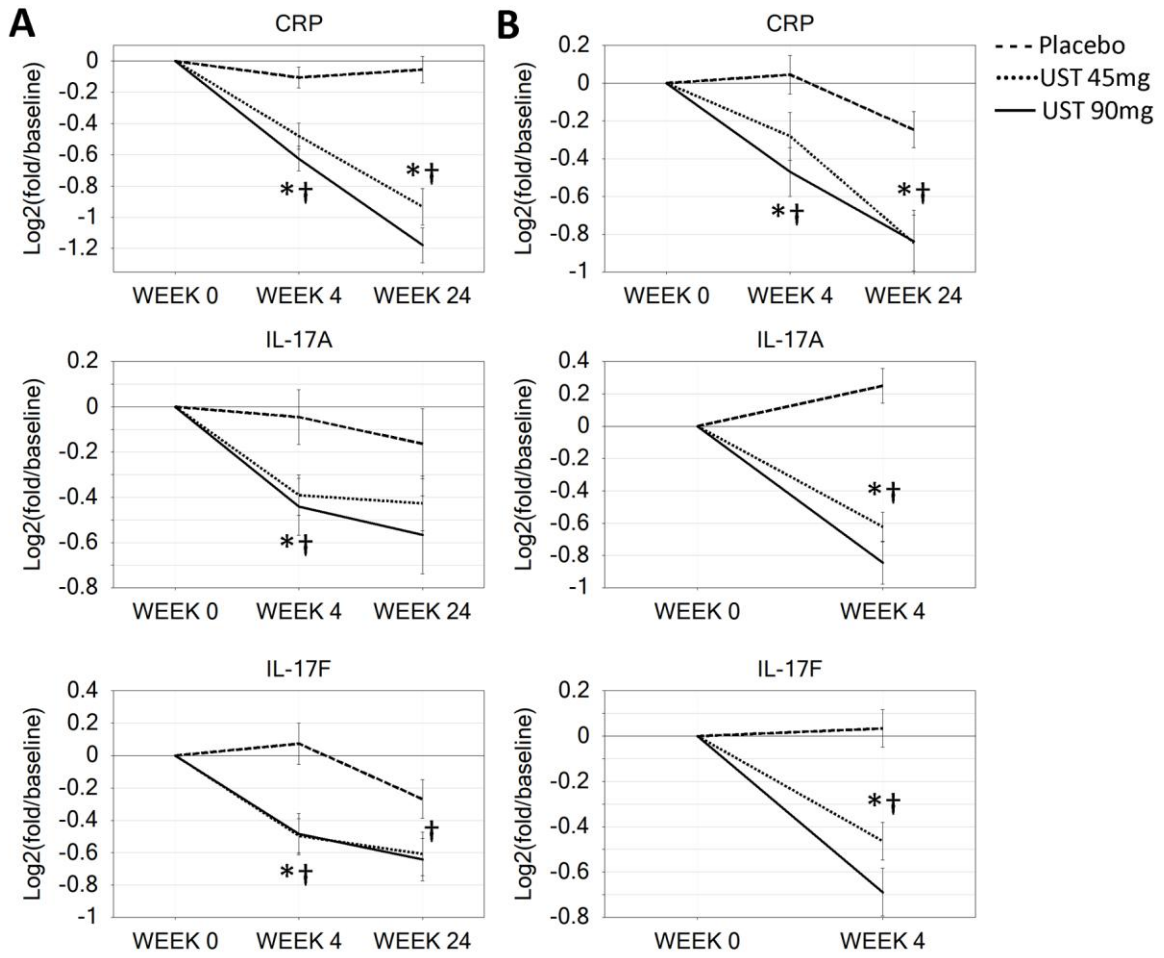 A
CRP
Log2(fold/baseline)
0
-0.2
-0.4
-0.6
-0.8
-1
-1.2
*†
*†
WEEK 0 WEEK 4 WEEK 24
B
CRP
Log2(fold/baseline)
0.2
0
-0.2
-0.4
-0.6
-0.8
-1
*†
*†
WEEK 0 WEEK 4 WEEK 24
Placebo
UST 45mg
UST 90mg
IL-17A
Log2(fold/baseline)
0.2
0
-0.2
-0.4
-0.6
-0.8
*†
WEEK 0 WEEK 4 WEEK 24
IL-17A
Log2(fold/baseline)
0.4
0.2
0
-0.2
-0.4
-0.6
-0.8
-1
*†
WEEK 0 WEEK 4
IL-17F
Log2(fold/baseline)
0.4
0.2
0
-0.2
-0.4
-0.6
-0.8
-1
*†
†
WEEK 0 WEEK 4 WEEK 24
IL-17F
Log2(fold/baseline)
0.2
0
-0.2
-0.4
-0.6
-0.8
*†
WEEK 0 WEEK 4